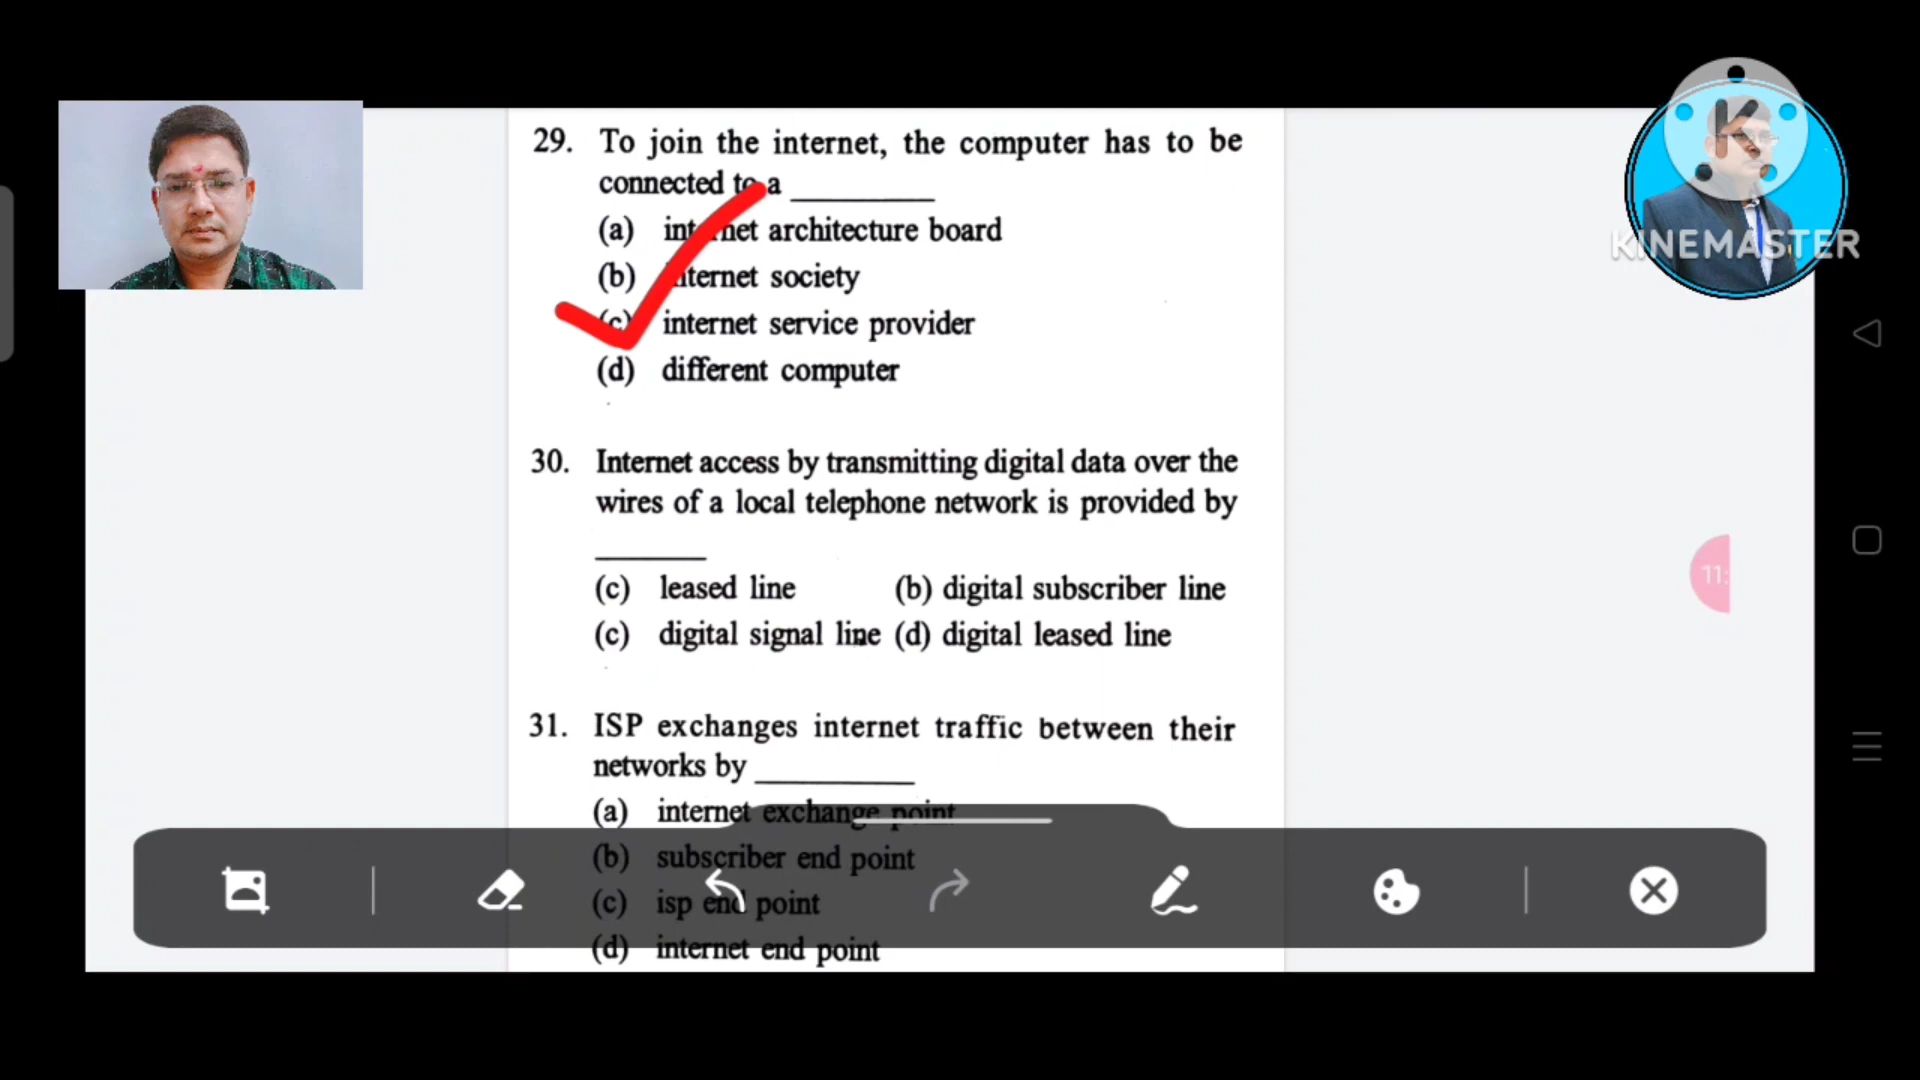 29. To join the internet, the computer has to be
connected to a ________
(a) internet architecture board
(b) internet society
(c) internet service provider
(d) different computer
30. Internet access by transmitting digital data over the
wires of a local telephone network is provided by
________
(c) leased line (b) digital subscriber line
(c) digital signal line (d) digital leased line
31. ISP exchanges internet traffic between their
networks by ________
(a) internet exchange point
(b) subscriber end point
(c) isp end point
(d) internet end point
K
KINEMASTER
11: